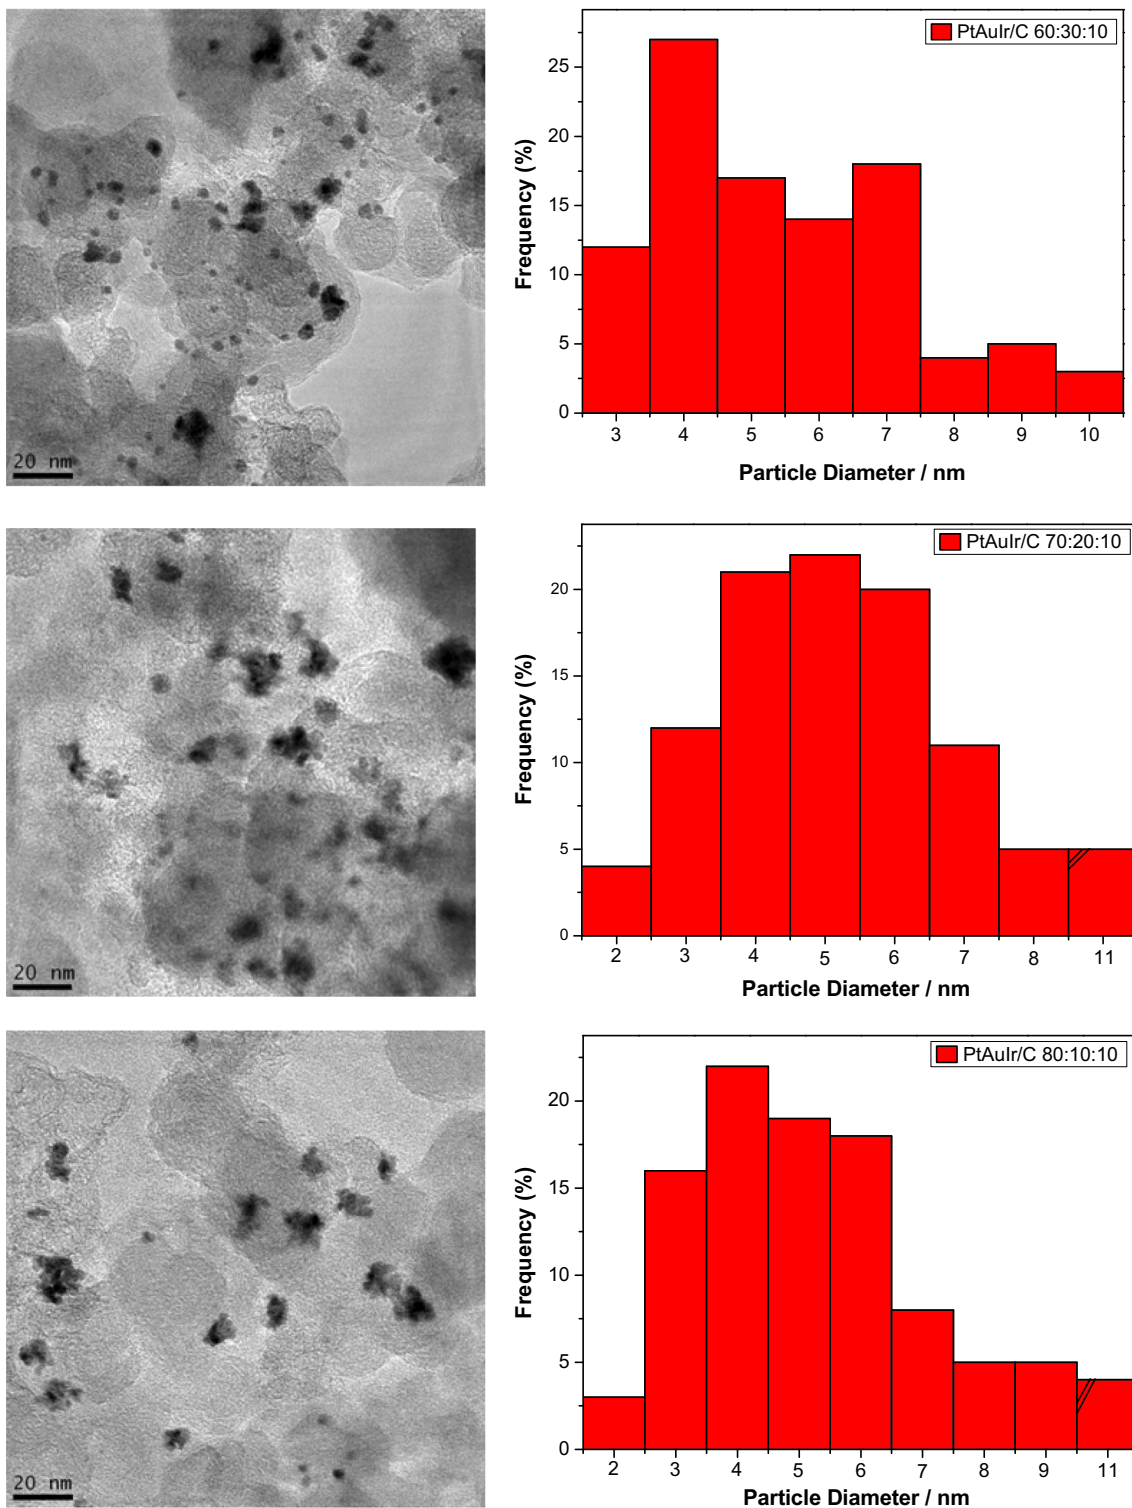 PtAuIr/C 60:30:10
25
20
15
10
5
0
Frequency (%)
3 4 5 6 7 8 9 10
Particle Diameter / nm
20 nm
PtAuIr/C 70:20:10
20
15
10
5
0
Frequency (%)
2 3 4 5 6 7 8 11
Particle Diameter / nm
20 nm
PtAuIr/C 80:10:10
20
15
10
5
0
Frequency (%)
2 3 4 5 6 7 8 9 11
Particle Diameter / nm
20 nm